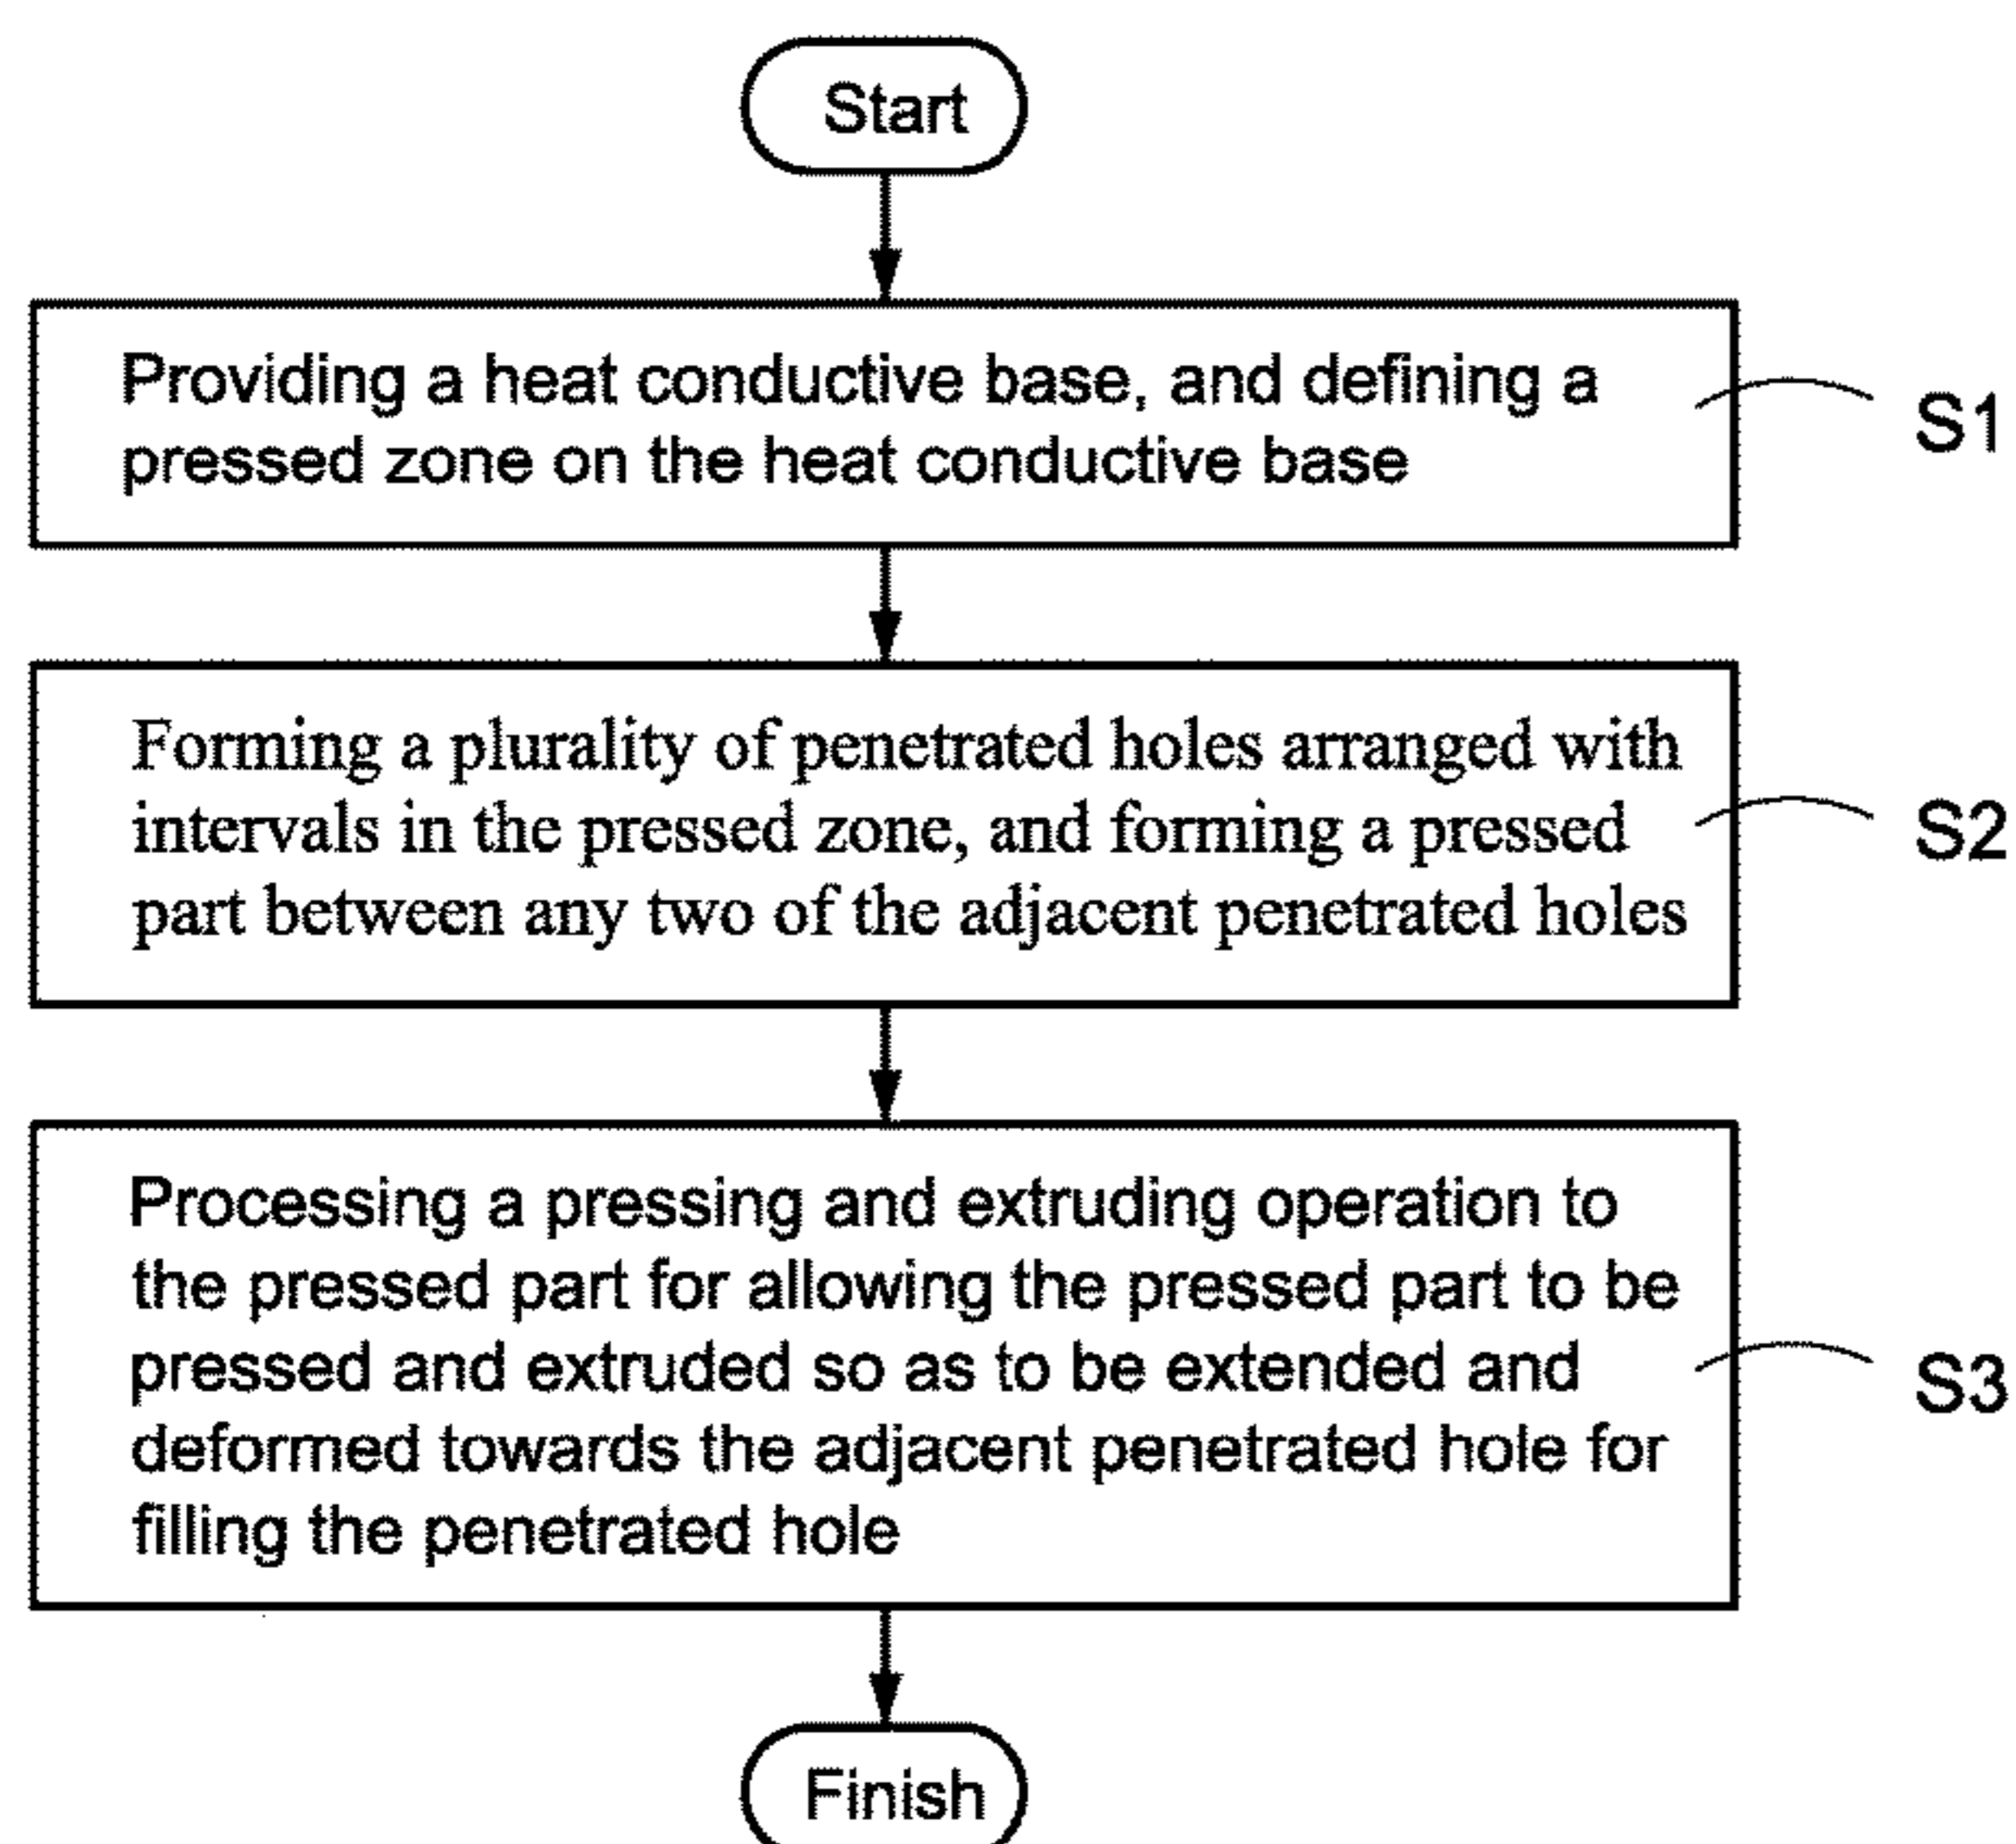 Start
Providing a heat conductive base, and defining a
pressed zone on the heat conductive base
S1
Forming a plurality of penetrated holes arranged with
intervals in the pressed zone, and forming a pressed
part between any two of the adjacent penetrated holes
S2
Processing a pressing and extruding operation to
the pressed part for allowing the pressed part to be
pressed and extruded so as to be extended and
deformed towards the adjacent penetrated hole for
filling the penetrated hole
S3
Finish